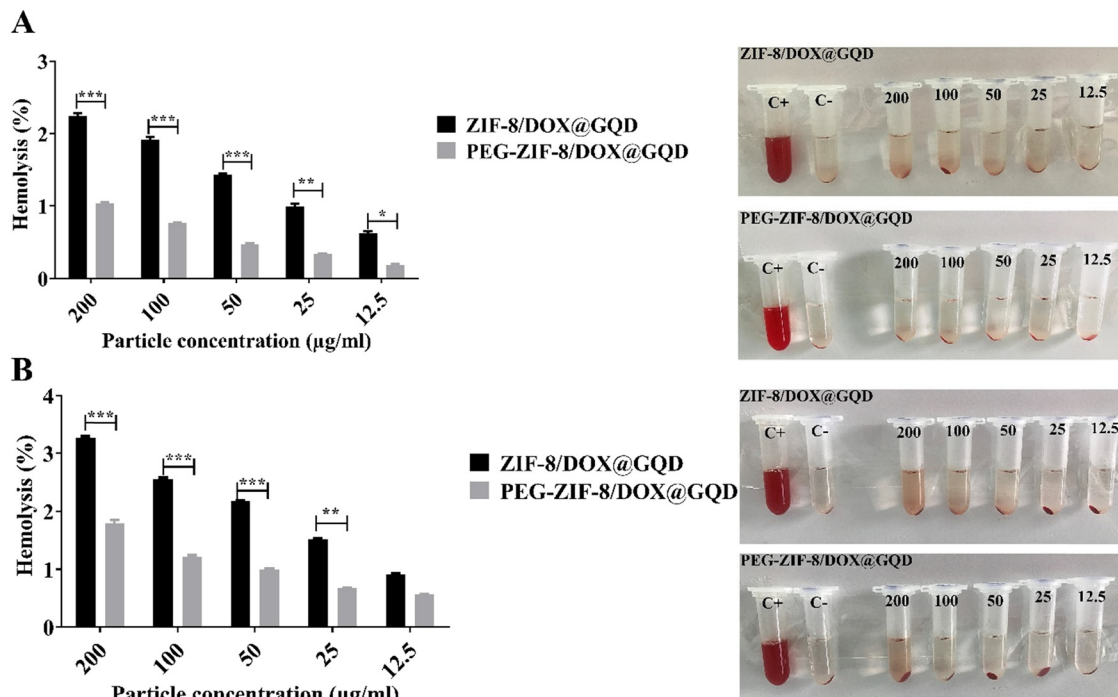 A
Hemolysis (%)
3
2
1
0
***
***
***
**
*
200
100
50
25
12.5
Particle concentration (µg/ml)
ZIF-8/DOX@GQD
PEG-ZIF-8/DOX@GQD
ZIF-8/DOX@GQD
C+ C- 200 100 50 25 12.5
PEG-ZIF-8/DOX@GQD
C+ C- 200 100 50 25 12.5
B
Hemolysis (%)
4
3
2
1
0
***
***
***
**
200
100
50
25
12.5
Particle concentration (µg/ml)
ZIF-8/DOX@GQD
PEG-ZIF-8/DOX@GQD
ZIF-8/DOX@GQD
C+ C- 200 100 50 25 12.5
PEG-ZIF-8/DOX@GQD
C+ C- 200 100 50 25 12.5